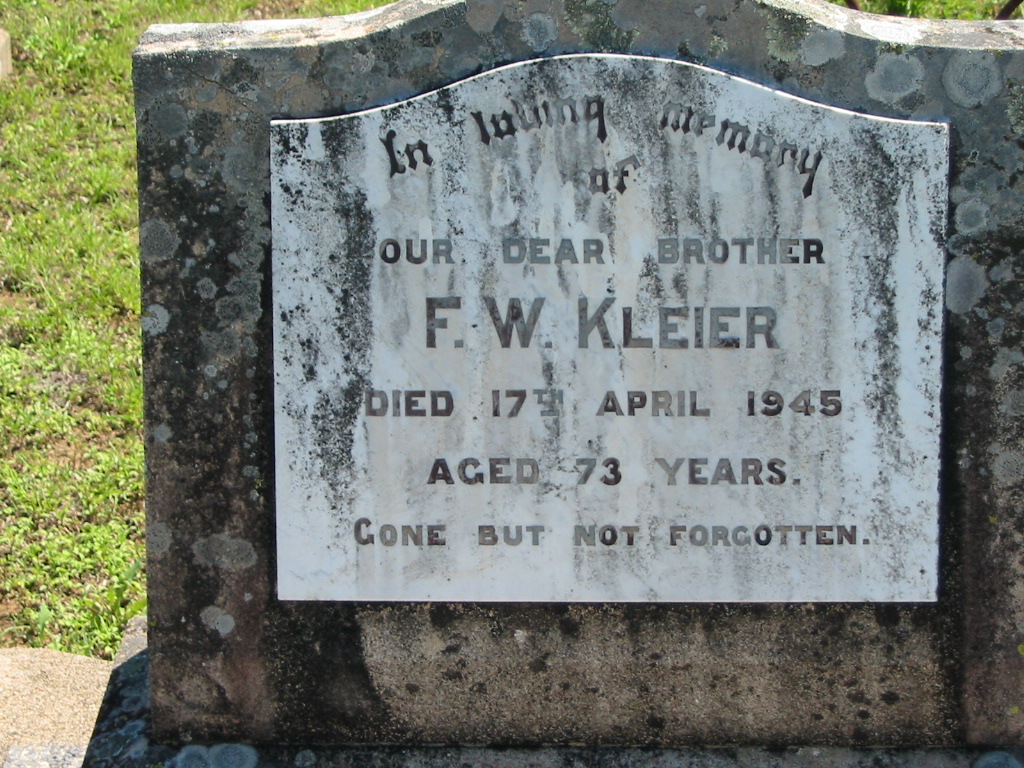 In loving memory
of
OUR DEAR BROTHER
F. W. KLEIER
DIED 17TH APRIL 1945
AGED 73 YEARS.
GONE BUT NOT FORGOTTEN.